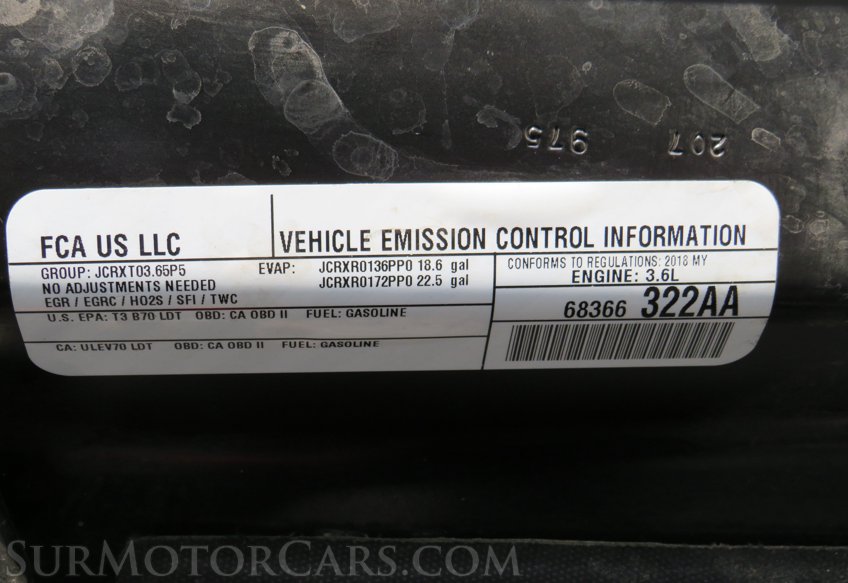 975 207
FCA US LLC
VEHICLE EMISSION CONTROL INFORMATION
GROUP: JCRXT03.65P5
NO ADJUSTMENTS NEEDED
EGR / EGRC / HO2S / SFI / TWC
EVAP: JCRXR0136PP0 18.6 gal
JCRXR0172PP0 22.5 gal
CONFORMS TO REGULATIONS: 2018 MY
ENGINE: 3.6L
U.S. EPA: T3 B70 LDT OBD: CA OBD II FUEL: GASOLINE
68366 322AA
CA: ULEV70 LDT OBD: CA OBD II FUEL: GASOLINE
SurMotorCars.com